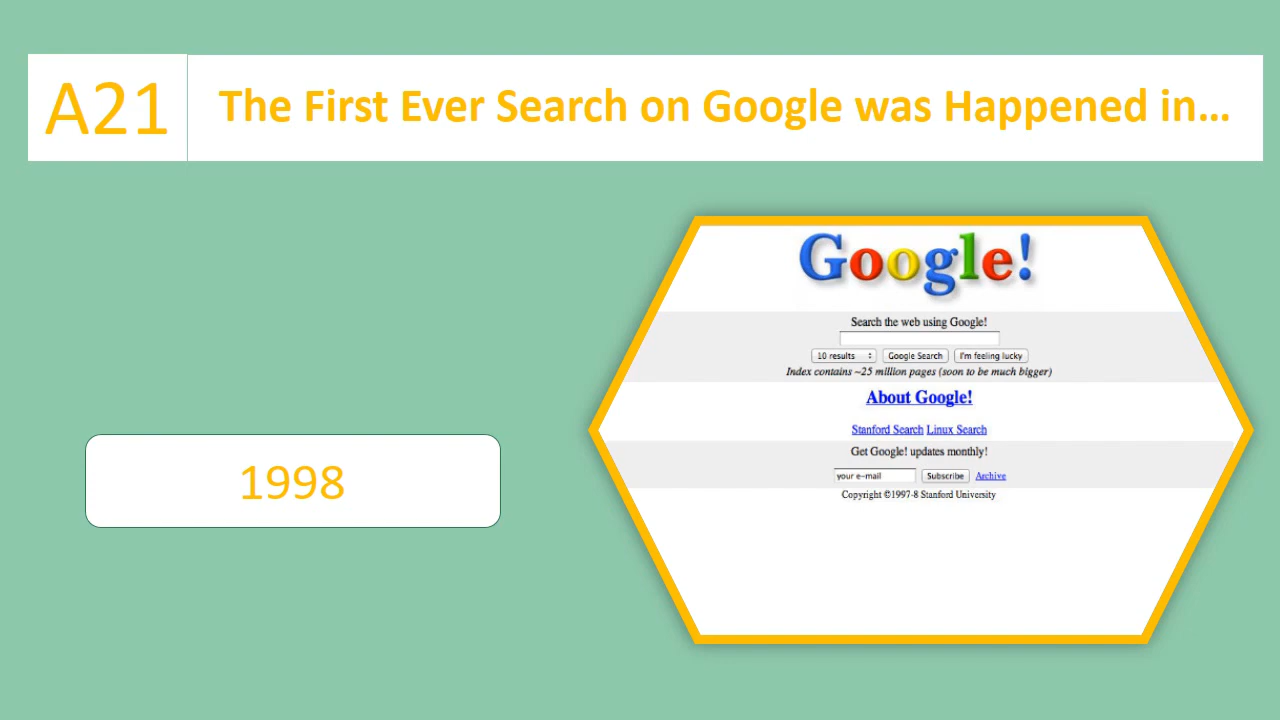 A21
The First Ever Search on Google was Happened in...
1998
Google!
Search the web using Google!
10 results Google Search I'm feeling lucky
Index contains ~25 million pages (soon to be much bigger)
About Google!
Stanford Search Linux Search
Get Google! updates monthly!
your e-mail Subscribe Archive
Copyright ©1997-8 Stanford University